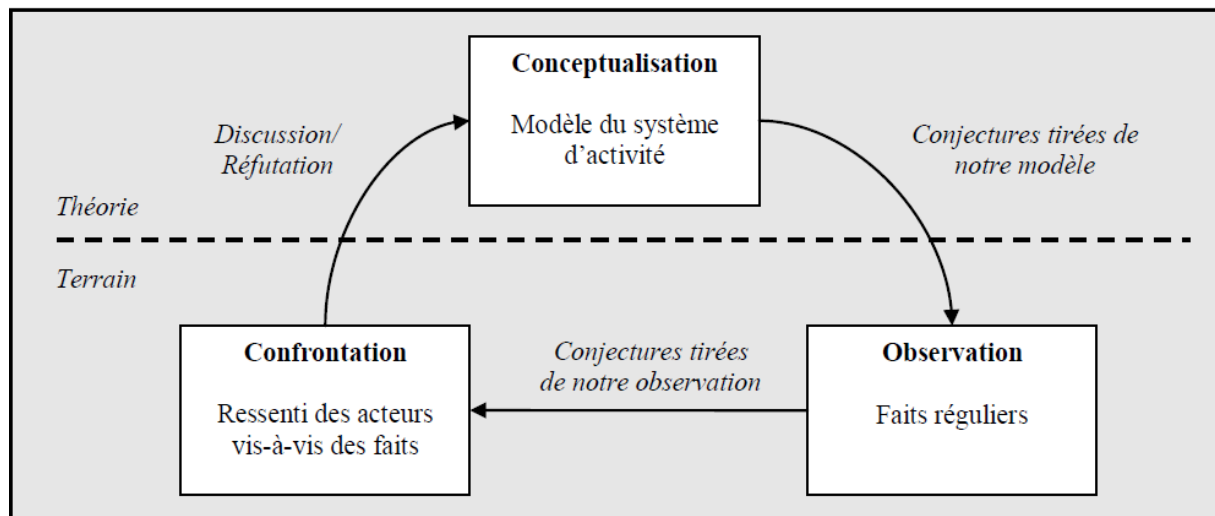 Conceptualisation
Modèle du système
d'activité
Discussion/
Réfutation
Conjectures tirées de
notre modèle
Théorie
Terrain
Confrontation
Ressenti des acteurs
vis-à-vis des faits
Conjectures tirées
de notre observation
Observation
Faits réguliers